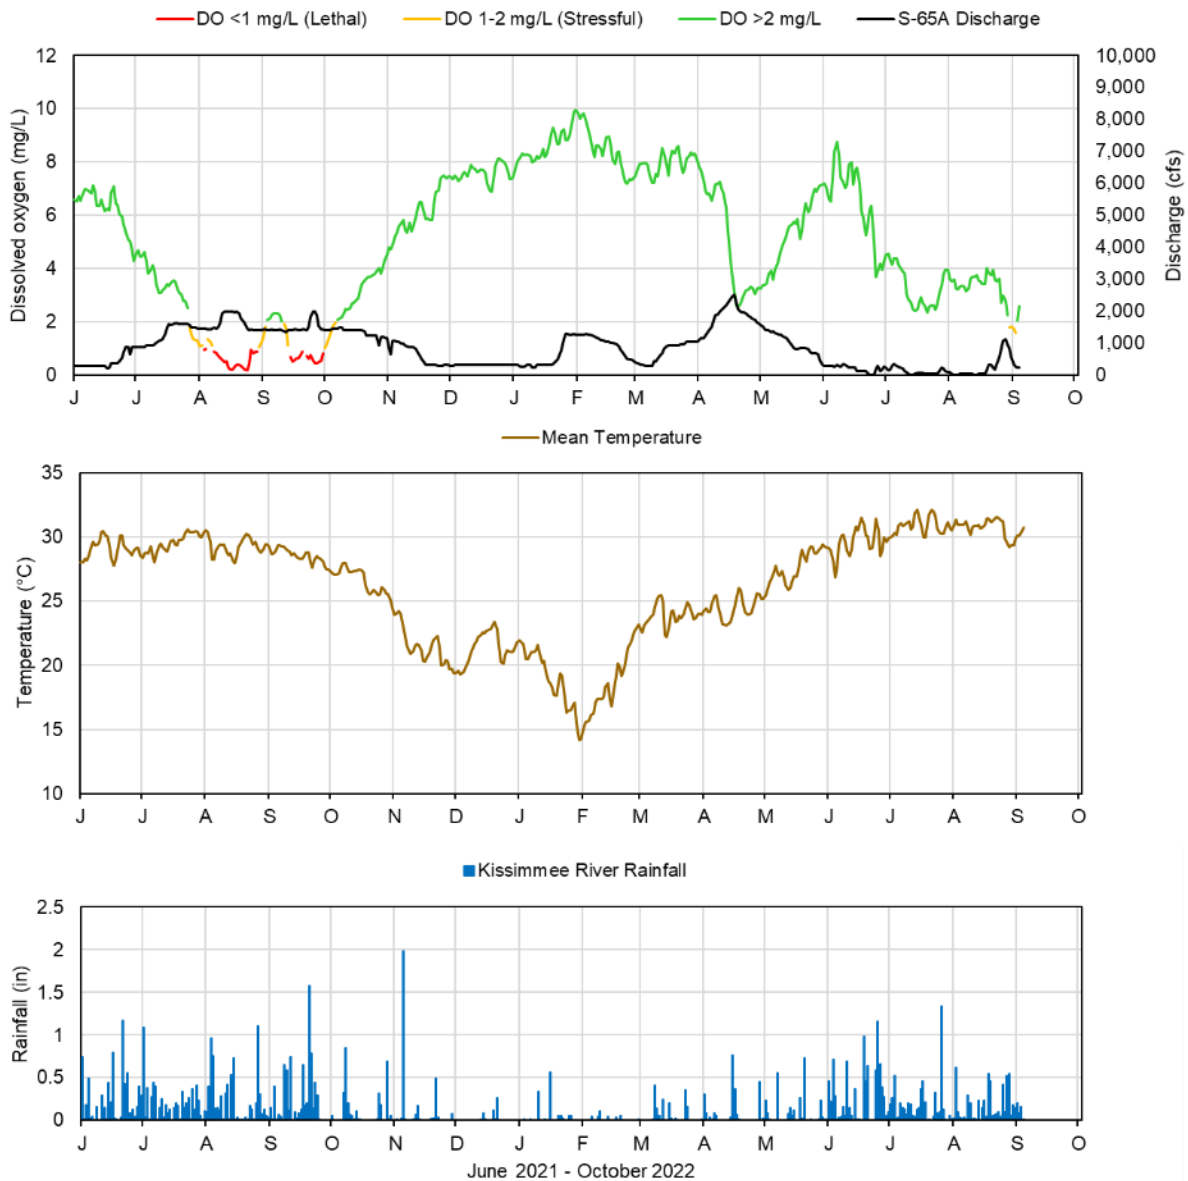 DO <1 mg/L (Lethal) DO 1-2 mg/L (Stressful) DO >2 mg/L S-65A Discharge
12 10,000
9,000
10 8,000
7,000
8
6,000
6 5,000
4,000
4
3,000
2 2,000
1,000
0 0
Dissolved oxygen (mg/L)
Discharge (cfs)
J J A S O N D J F M A M J J A S O
Mean Temperature
35
30
25
20
15
10
Temperature (°C)
J J A S O N D J F M A M J J A S O
Kissimmee River Rainfall
2.5
2
1.5
1
0.5
0
Rainfall (in)
J J A S O N D J F M A M J J A S O
June 2021 - October 2022